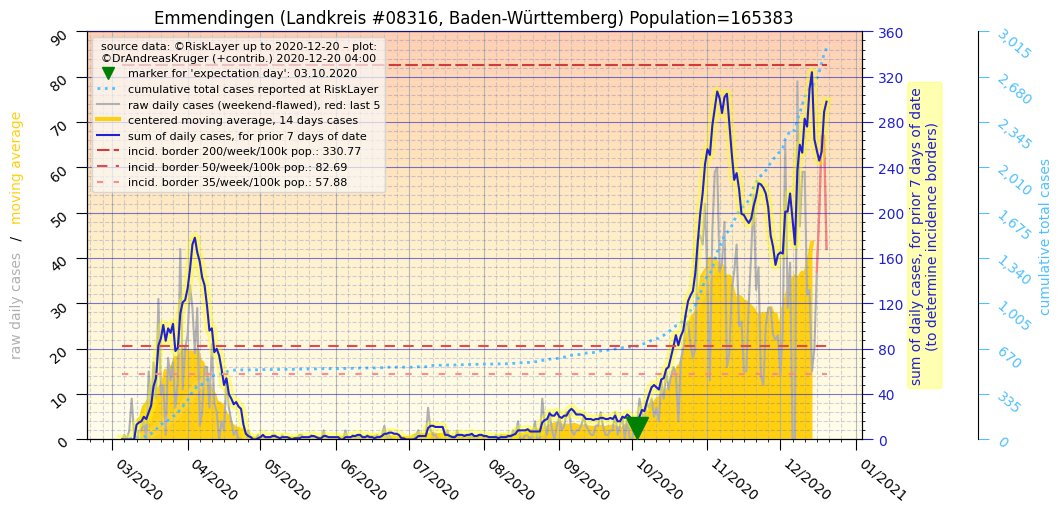 Emmendingen (Landkreis #08316, Baden-Württemberg) Population=165383
source data: ©RiskLayer up to 2020-12-20 – plot:
©DrAndreasKruger (+contrib.) 2020-12-20 04:00
marker for 'expectation day': 03.10.2020
cumulative total cases reported at RiskLayer
raw daily cases (weekend-flawed), red: last 5
centered moving average, 14 days cases
sum of daily cases, for prior 7 days of date
incid. border 200/week/100k pop.: 330.77
incid. border 50/week/100k pop.: 82.69
incid. border 35/week/100k pop.: 57.88
raw daily cases / moving average
90
80
70
60
50
40
30
20
10
0
03/2020
04/2020
05/2020
06/2020
07/2020
08/2020
09/2020
10/2020
11/2020
12/2020
01/2021
360
320
280
240
200
160
120
80
40
0
sum of daily cases, for prior 7 days of date
(to determine incidence borders)
3,015
2,680
2,345
2,010
1,675
1,340
1,005
670
335
0
cumulative total cases